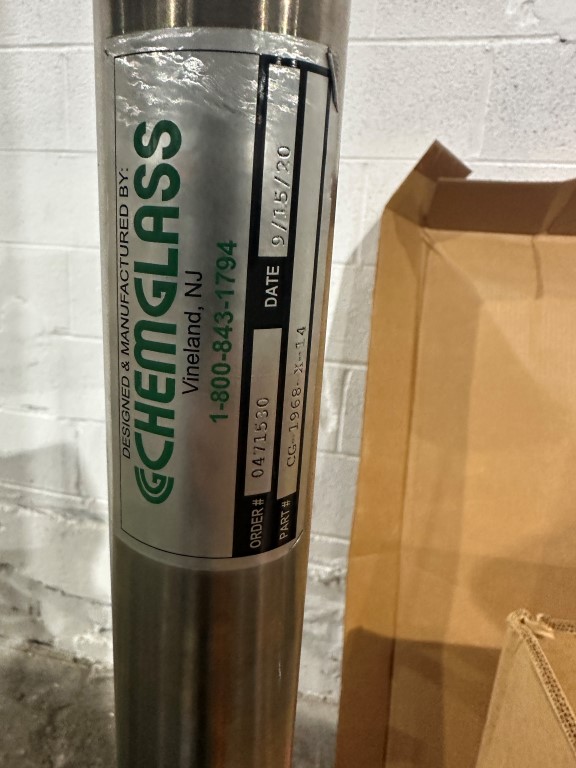 DESIGNED & MANUFACTURED BY:
CHEMGLASS
Vineland, NJ
1-800-843-1794
ORDER # 0471530 DATE 9/15/20
PART # CG-1968-X-14